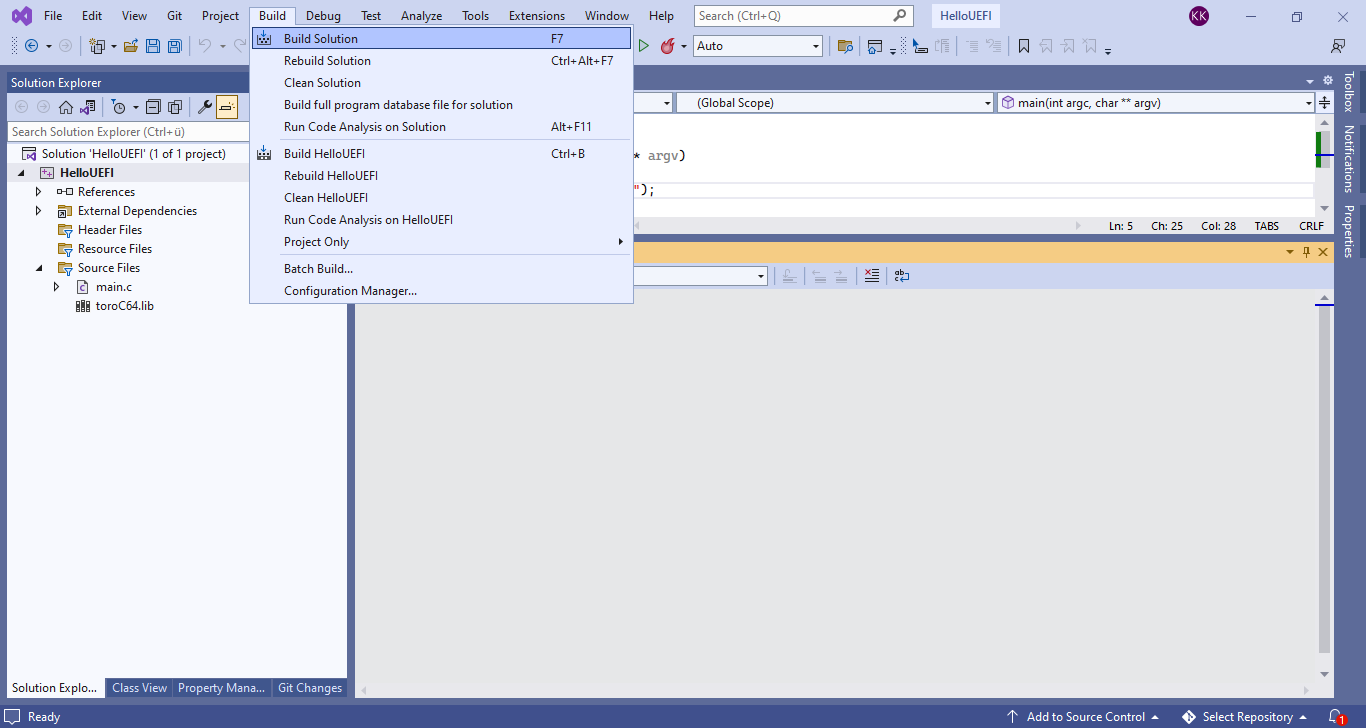 File Edit View Git Project Build Debug Test Analyze Tools Extensions Window Help Search (Ctrl+Q) HelloUEFI KK
Auto
Build Solution F7
Rebuild Solution Ctrl+Alt+F7
Clean Solution
Build full program database file for solution
Run Code Analysis on Solution Alt+F11
Build HelloUEFI Ctrl+B
Rebuild HelloUEFI
Clean HelloUEFI
Run Code Analysis on HelloUEFI
Project Only
Batch Build...
Configuration Manager...
Solution Explorer
Search Solution Explorer (Ctrl+ü)
Solution 'HelloUEFI' (1 of 1 project)
HelloUEFI
References
External Dependencies
Header Files
Resource Files
Source Files
main.c
toroC64.lib
Solution Explo... Class View Property Mana... Git Changes
(Global Scope) main(int argc, char ** argv)
* argv)
");
Ln: 5 Ch: 25 Col: 28 TABS CRLF
Toolbox
Notifications
Properties
Ready Add to Source Control Select Repository 1